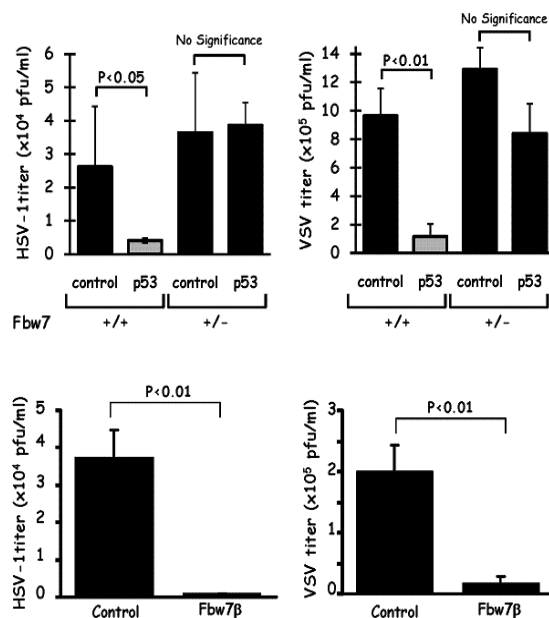 No Significance
P<0.05
HSV-1titer (x10⁴ pfu/ml)
6
5
4
3
2
1
0
control p53 control p53
Fbw7 +/+ +/-
No Significance
P<0.01
VSV titer (x10⁵ pfu/ml)
14
12
10
8
6
4
2
0
control p53 control p53
+/+ +/-
P<0.01
HSV-1titer (x10⁴ pfu/ml)
5
4
3
2
1
0
Control Fbw7β
P<0.01
VSV titer (x10⁵ pfu/ml)
3
2
1
0
Control Fbw7β